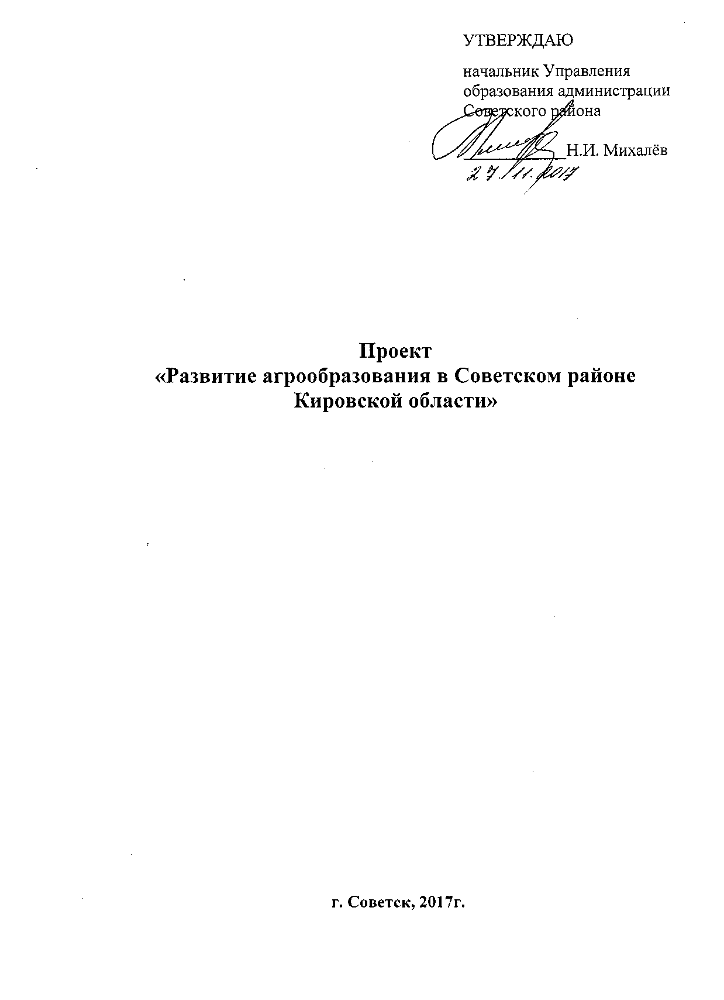 УТВЕРЖДАЮ
начальник Управления
образования администрации
Советского района
Н.И. Михалёв
27.11.2017
Проект
«Развитие агрообразования в Советском районе
Кировской области»
г. Советск, 2017г.